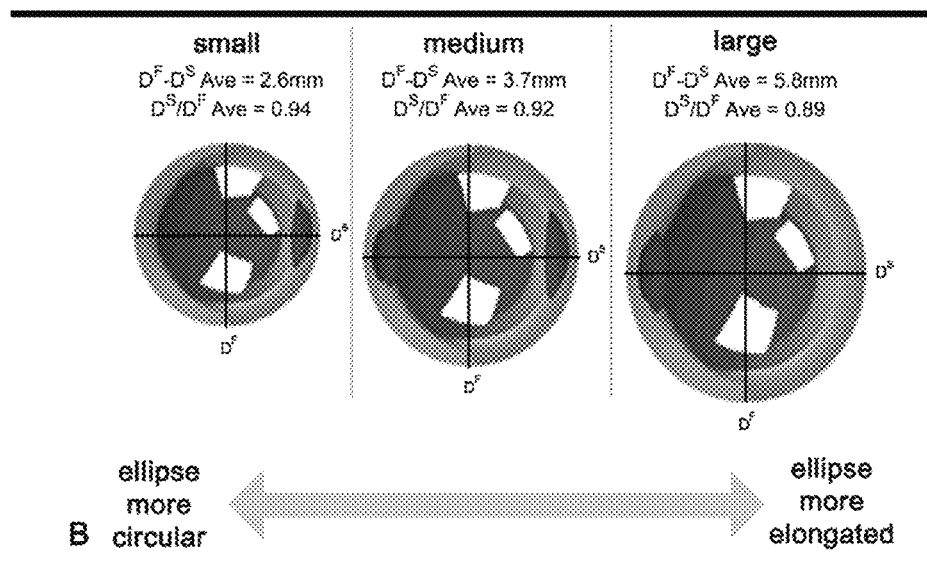 small
D^F-D^S Ave = 2.6mm
D^S/D^F Ave = 0.94
D^S
D^F
medium
D^F-D^S Ave = 3.7mm
D^S/D^F Ave = 0.92
D^S
D^F
large
D^F-D^S Ave = 5.8mm
D^S/D^F Ave = 0.89
D^S
D^F
ellipse
more
circular
ellipse
more
elongated
B